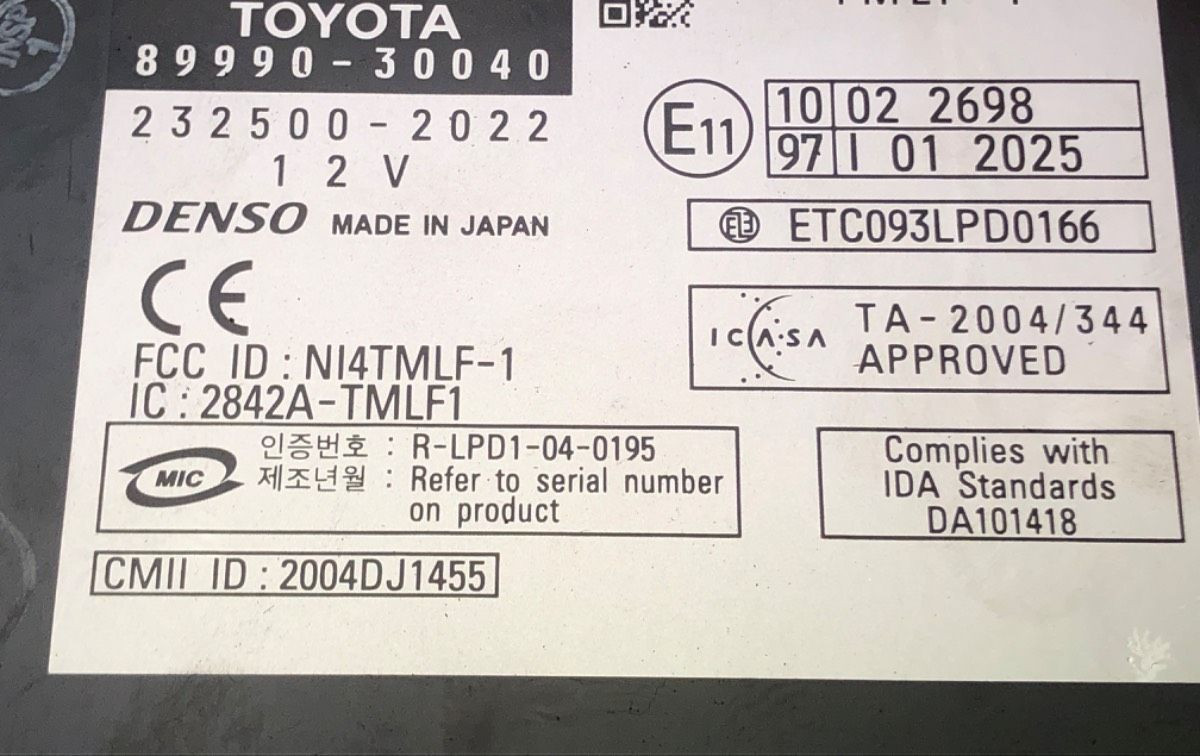 TOYOTA
89990-30040
232500-2022
12V
DENSO MADE IN JAPAN
CE
FCC ID : NI4TMLF-1
IC : 2842A-TMLF1
MIC
인증번호 : R-LPD1-04-0195
제조년월 : Refer to serial number
on product
CMII ID : 2004DJ1455
E11
10 02 2698
97 I 01 2025
ETC093LPD0166
ICASA
TA-2004/344
APPROVED
Complies with
IDA Standards
DA101418